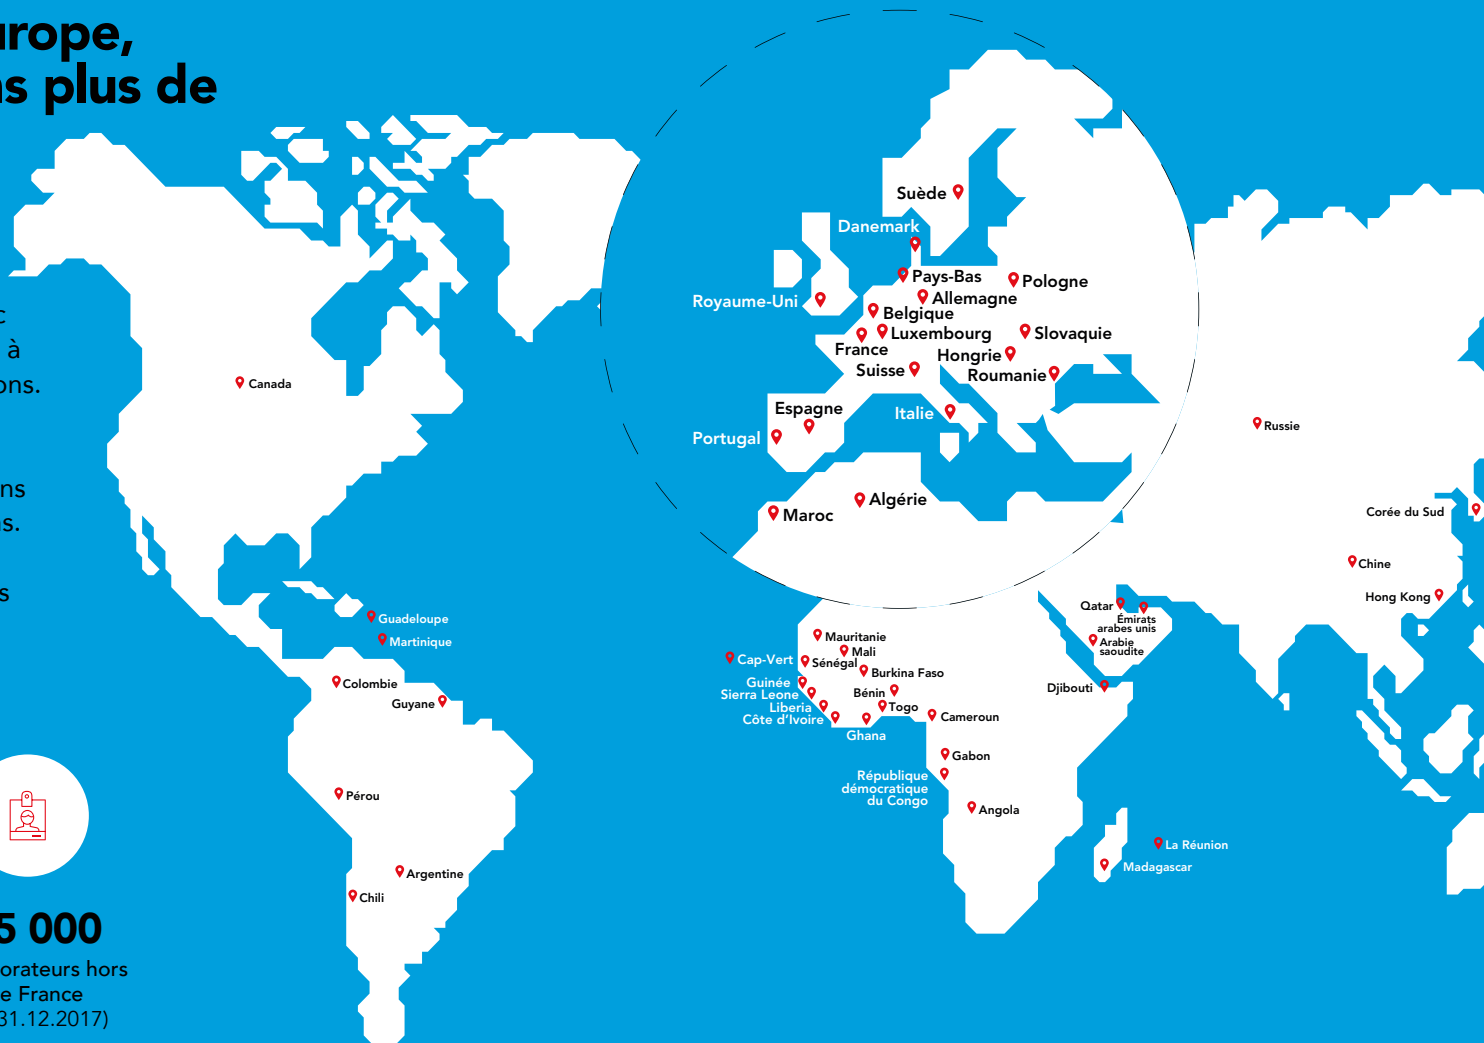 urope,
ns plus de
c
à
ons.
ns
s.
s
5 000
orateurs hors
e France
31.12.2017)
Canada
Guadeloupe
Martinique
Colombie
Guyane
Pérou
Argentine
Chili
Suède
Danemark
Pays-Bas
Pologne
Royaume-Uni
Allemagne
Belgique
Luxembourg
Slovaquie
France
Hongrie
Suisse
Roumanie
Espagne
Italie
Portugal
Algérie
Maroc
Russie
Corée du Sud
Chine
Hong Kong
Qatar
Émirats
arabes unis
Arabie
saoudite
Djibouti
Mauritanie
Mali
Cap-Vert
Sénégal
Burkina Faso
Guinée
Sierra Leone
Bénin
Liberia
Togo
Côte d'Ivoire
Cameroun
Ghana
Gabon
République
démocratique
du Congo
Angola
La Réunion
Madagascar